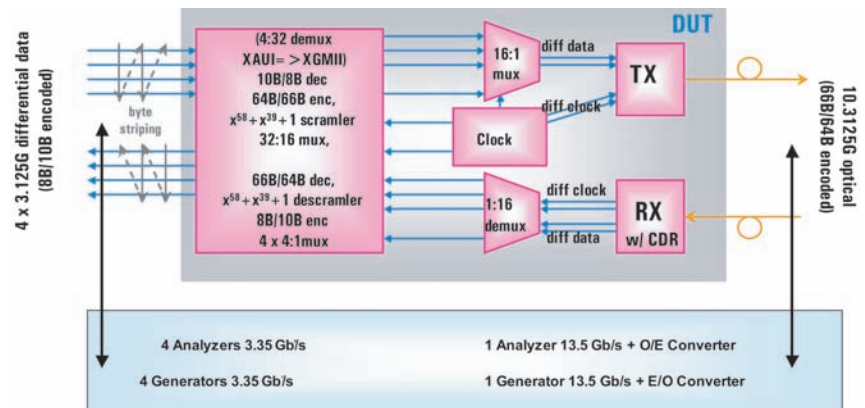 DUT
4 x 3.125G differential data
(8B/10B encoded)
byte
striping
(4:32 demux
XAUI= >XGMII)
10B/8B dec
64B/66B enc,
x58+x39+1 scramler
32:16 mux,
66B/64B dec,
x58+x39+1 descramler
8B/10B enc
4 x 4:1mux
16:1
mux
diff data
TX
diff clock
Clock
1:16
demux
diff clock
diff data
RX
w/ CDR
10.3125G optical
(66B/64B encoded)
4 Analyzers 3.35 Gb/s
1 Analyzer 13.5 Gb/s + O/E Converter
4 Generators 3.35 Gb/s
1 Generator 13.5 Gb/s + E/O Converter